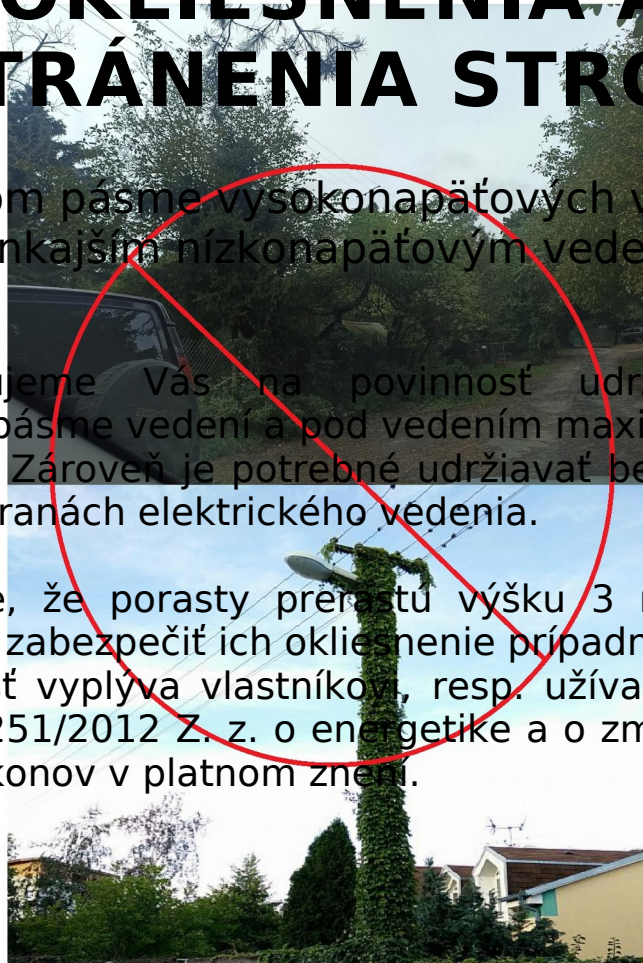 OKLIESNENIA A
TRÁNENIA STRO
om pásme vysokonapäťových v
nkajším nízkonapäťovým vede
ujeme Vás na povinnosť udr
pásme vedení a pod vedením maxi
Zároveň je potrebné udržiavať be
ranách elektrického vedenia.
e, že porasty prerastú výšku 3 m
zabezpečiť ich okliesnenie prípadn
sť vyplýva vlastníkovi, resp. užíva
251/2012 Z. z. o energetike a o zm
konov v platnom znení.